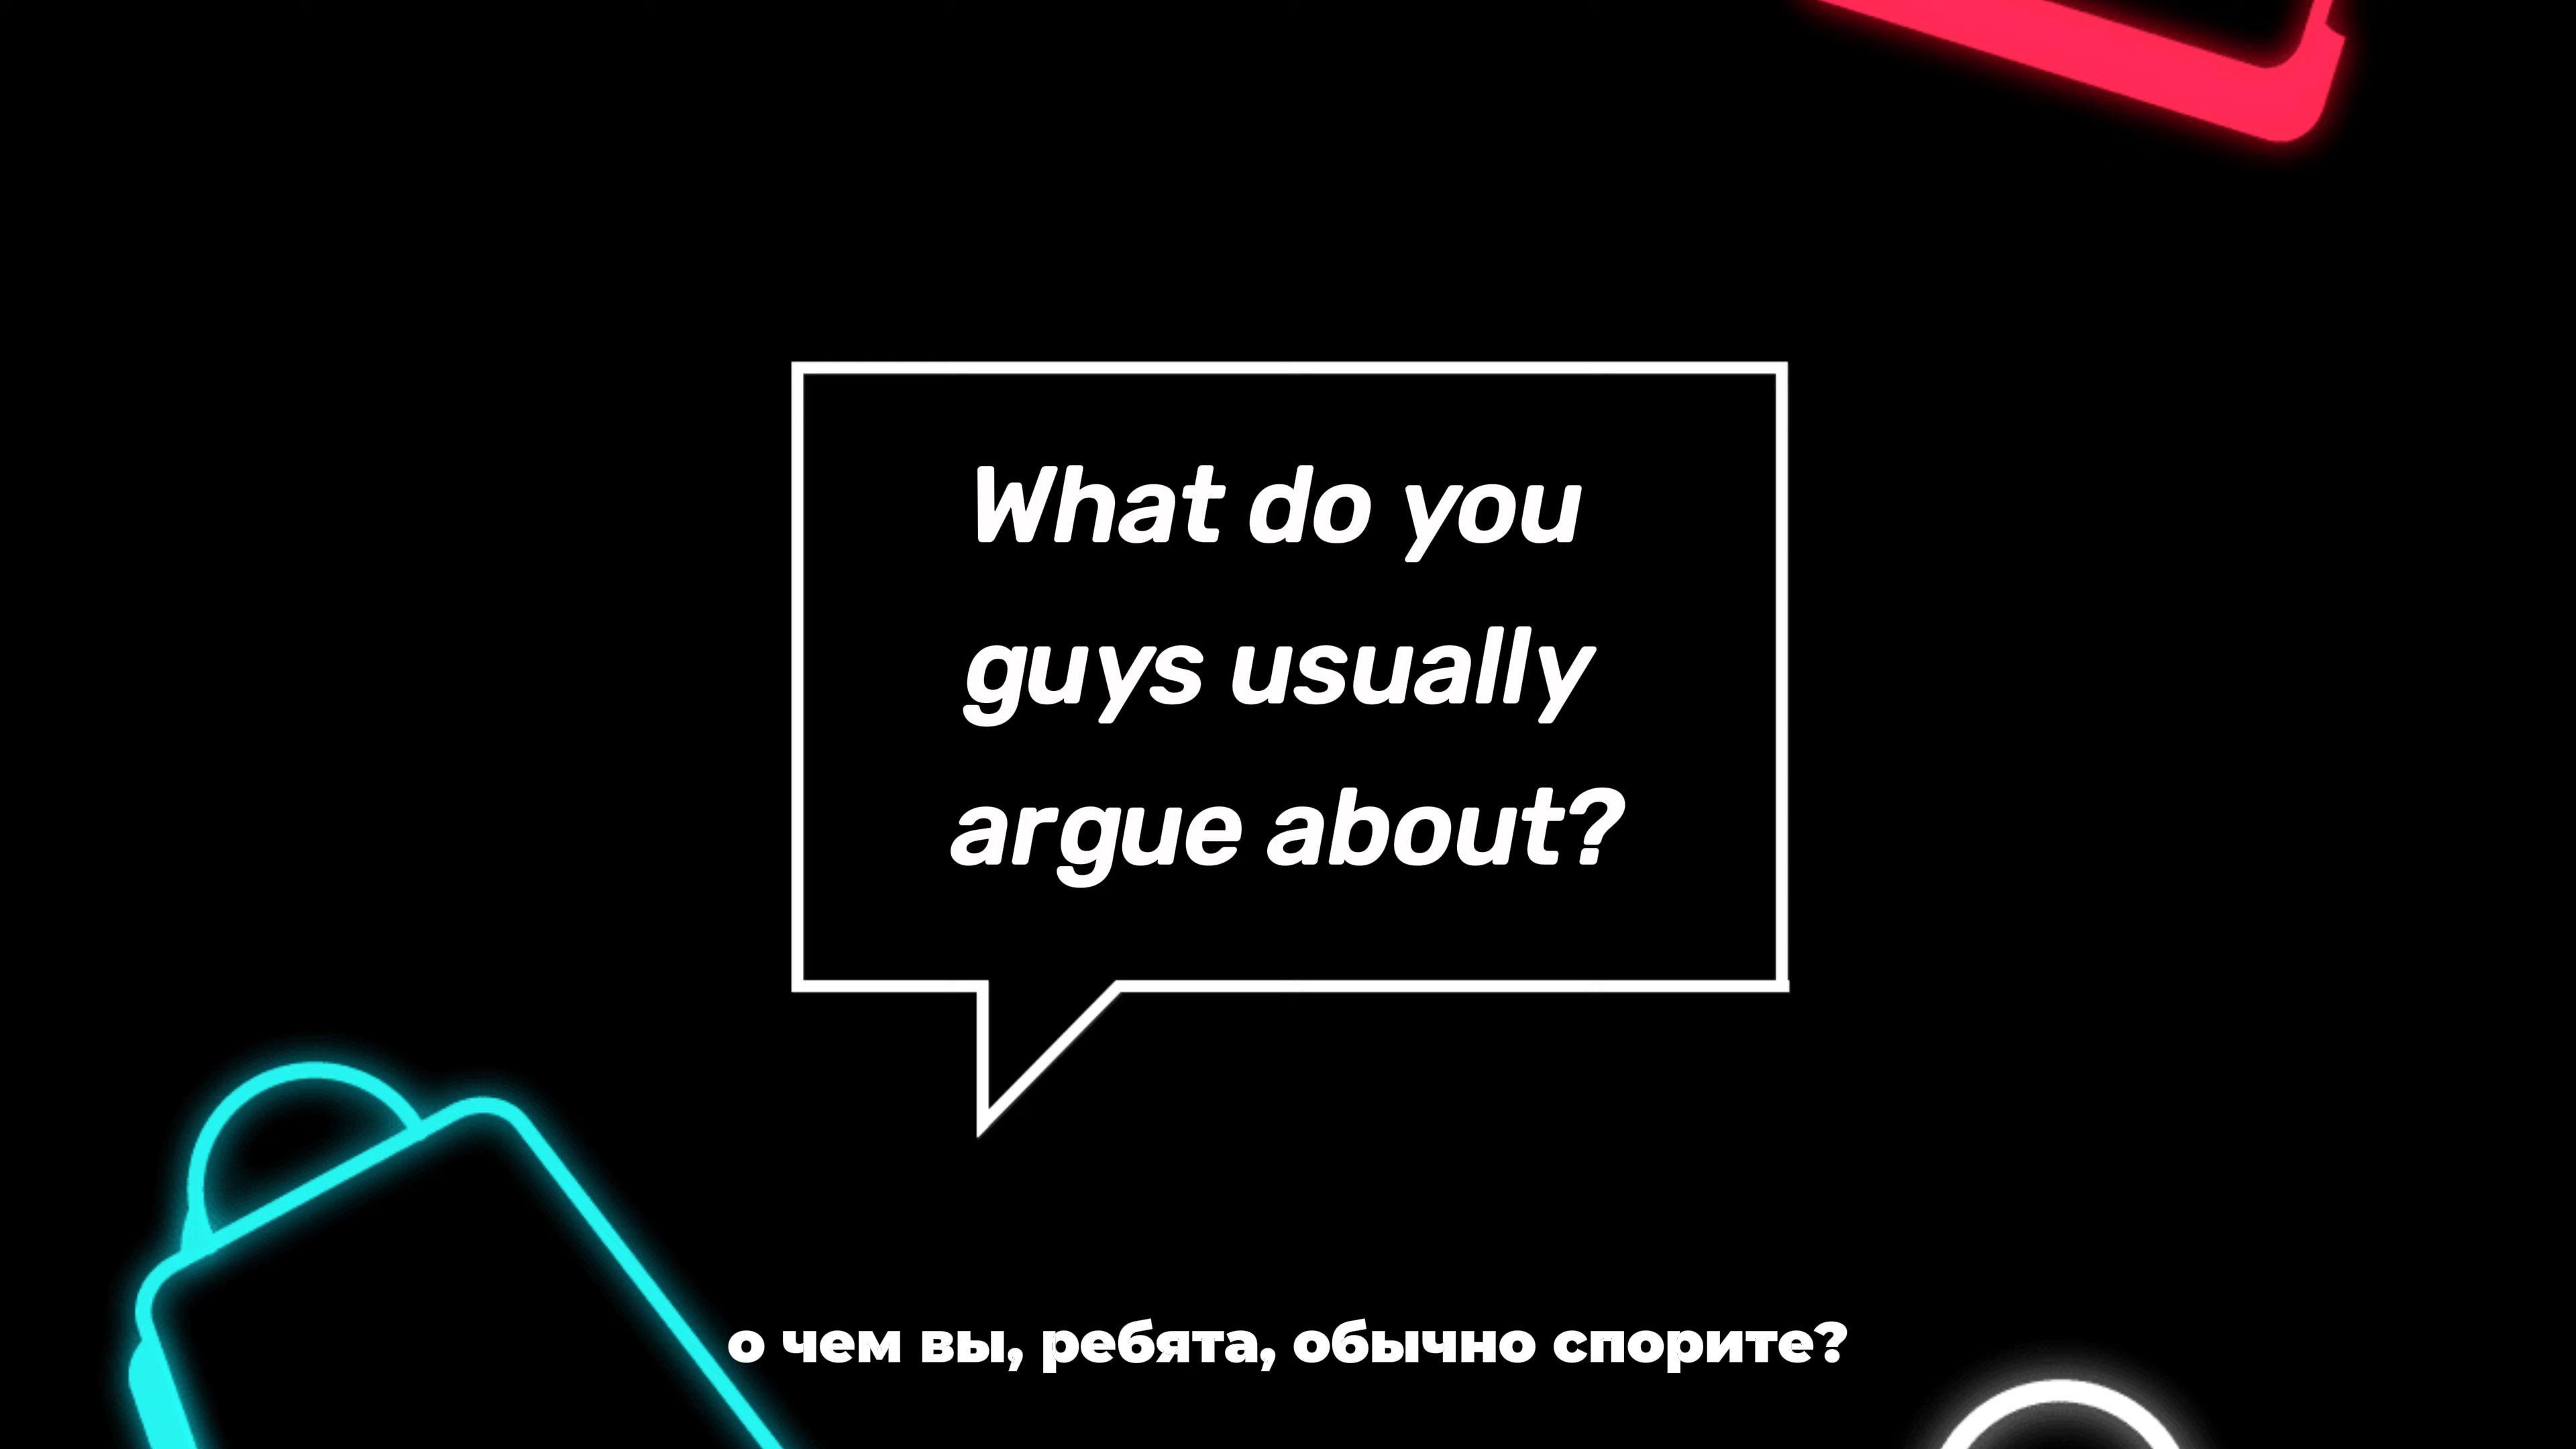 What do you
guys usually
argue about?
о чем вы, ребята, обычно спорите?